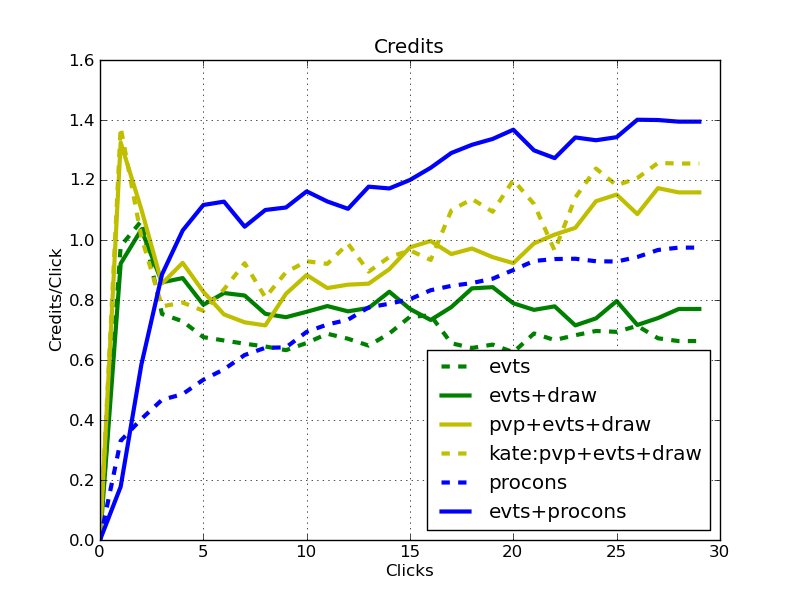 Credits
1.6
1.4
1.2
1.0
0.8
0.6
0.4
0.2
0.0
Credits/Click
0 5 10 15 20 25 30
Clicks
evts
evts+draw
pvp+evts+draw
kate:pvp+evts+draw
procons
evts+procons